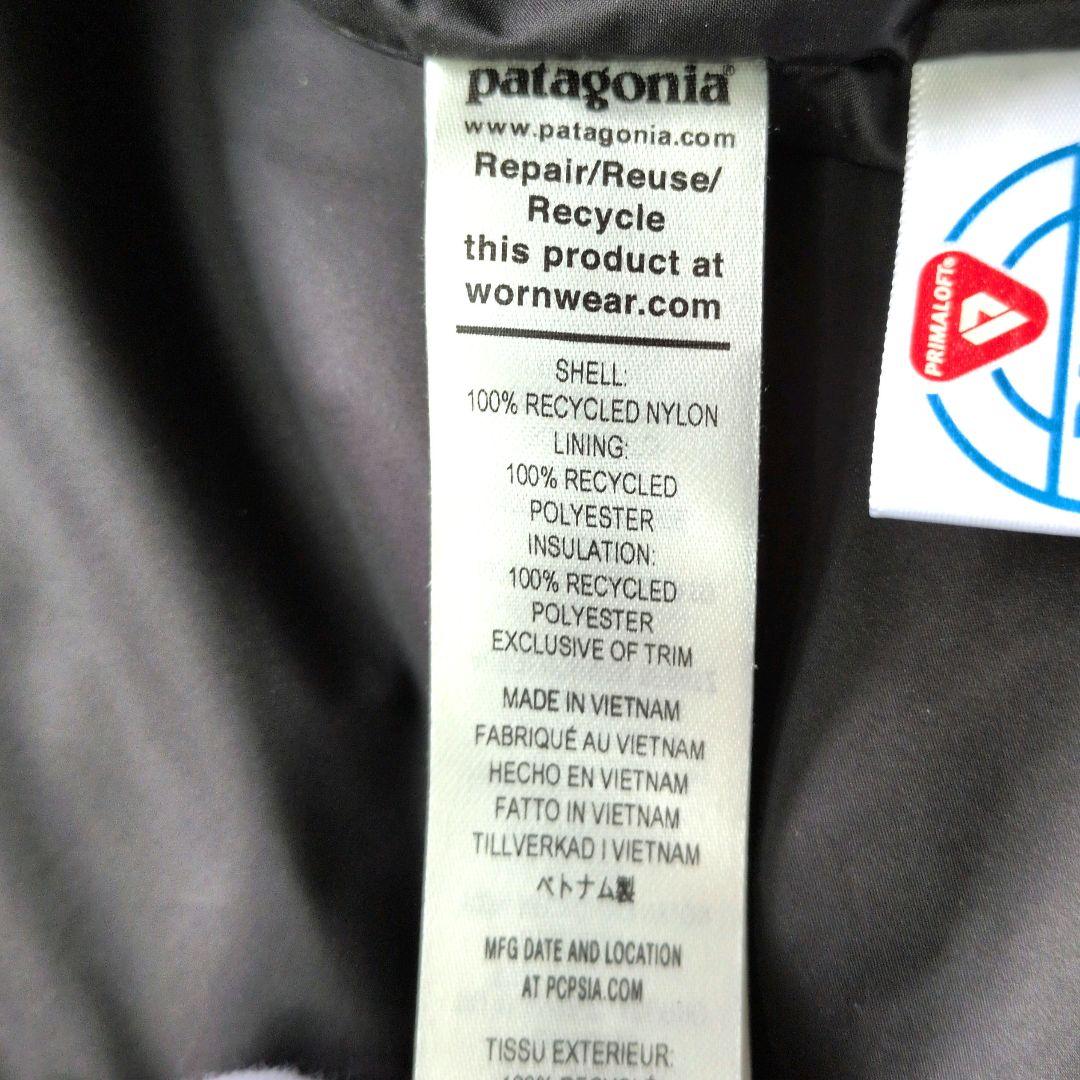 patagonia®
www.patagonia.com
Repair/Reuse/
Recycle
this product at
wornwear.com
SHELL:
100% RECYCLED NYLON
LINING:
100% RECYCLED
POLYESTER
INSULATION:
100% RECYCLED
POLYESTER
EXCLUSIVE OF TRIM
MADE IN VIETNAM
FABRIQUÉ AU VIETNAM
HECHO EN VIETNAM
FATTO IN VIETNAM
TILLVERKAD I VIETNAM
ベトナム製
MFG DATE AND LOCATION
AT PCPSIA.COM
TISSU EXTERIEUR:
100% RECYCLÉ
PRIMALOFT®